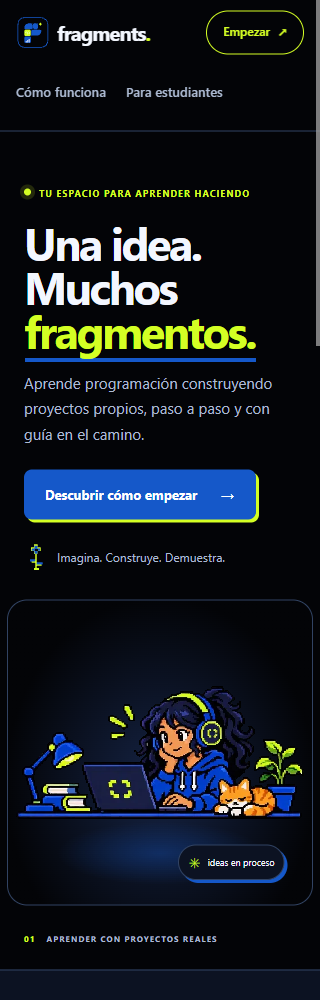 fragments.
Empezar ↗
Cómo funciona Para estudiantes
TU ESPACIO PARA APRENDER HACIENDO
Una idea.
Muchos
fragmentos.
Aprende programación construyendo
proyectos propios, paso a paso y con
guía en el camino.
Descubrir cómo empezar →
Imagina. Construye. Demuestra.
ideas en proceso
01 APRENDER CON PROYECTOS REALES